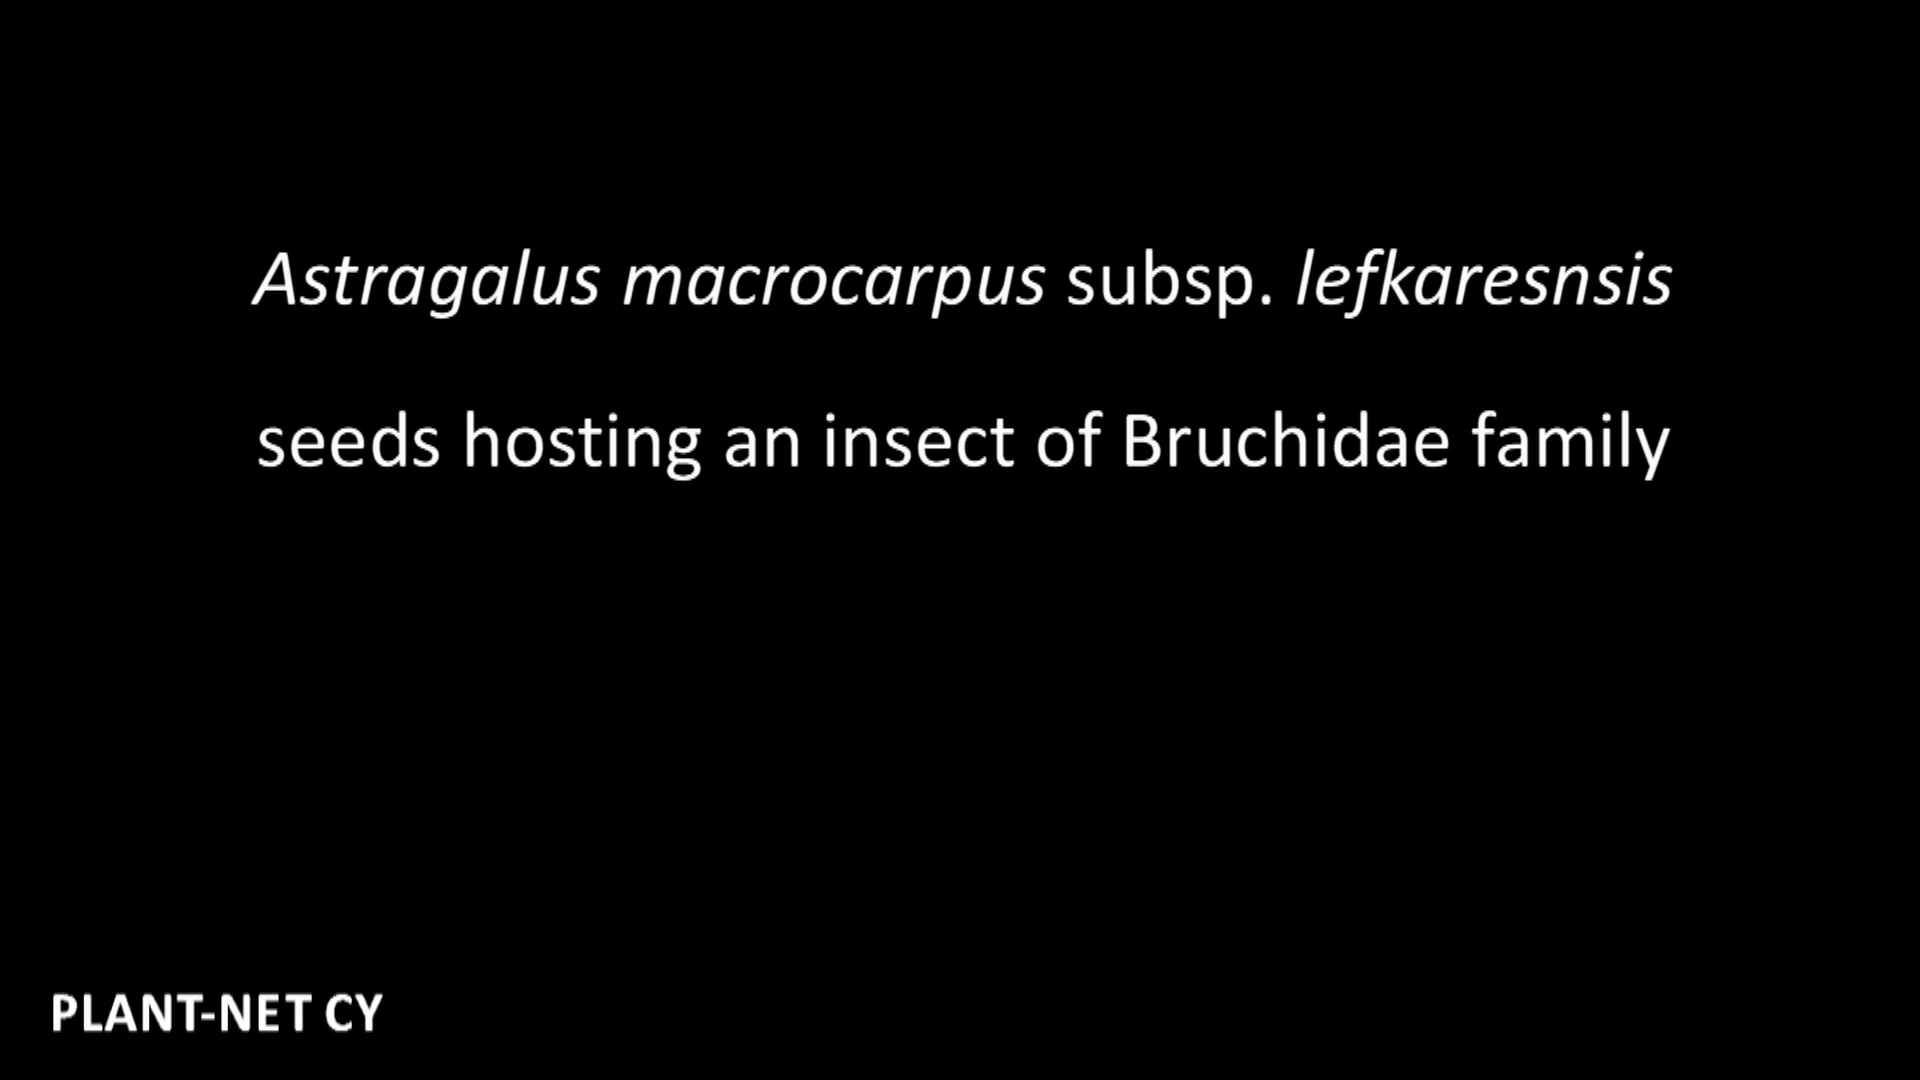 Astragalus macrocarpus subsp. lefkaresnsis
seeds hosting an insect of Bruchidae family
PLANT-NET CY